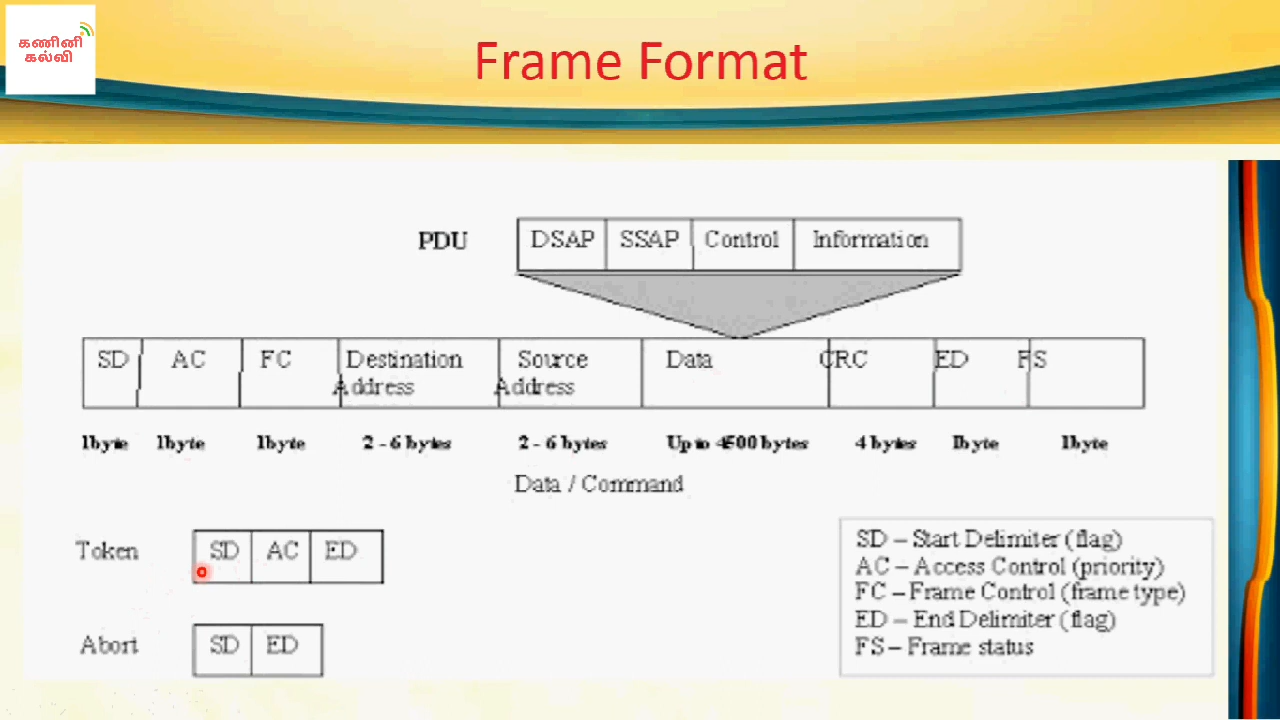 கணினி
கல்வி
Frame Format
PDU DSAP SSAP Control Information
SD AC FC Destination Address Source Address Data CRC ED FS
1byte 1byte 1byte 2 - 6 bytes 2 - 6 bytes Up to 4500 bytes 4 bytes 1byte 1byte
Data / Command
Token SD AC ED
Abort SD ED
SD – Start Delimiter (flag)
AC – Access Control (priority)
FC – Frame Control (frame type)
ED – End Delimiter (flag)
FS – Frame status